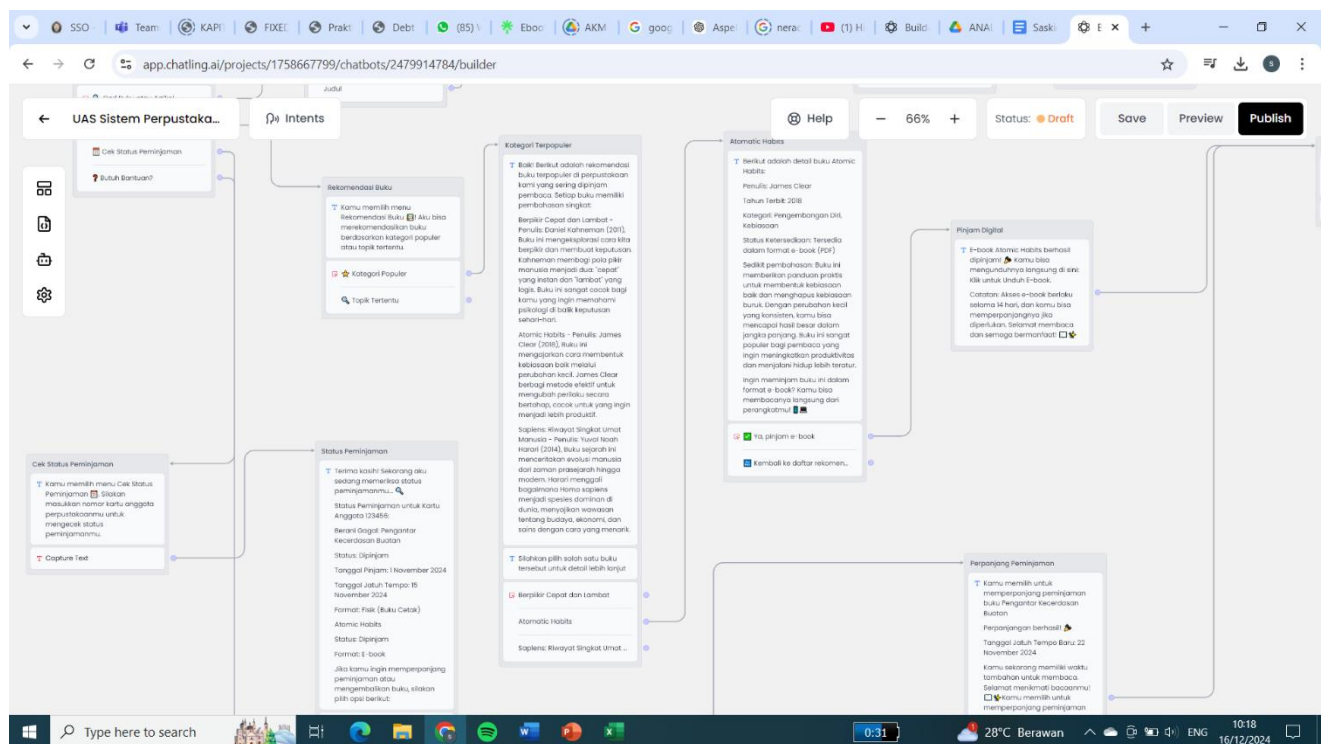 SSO -
Team
KAPI
FIXED
Prakt
Debt
(85) \
Eboo
AKM
goog
Aspe
nerac
(1) Hi
Build
ANAI
Saski
E
app.chatling.ai/projects/1758667799/chatbots/2479914784/builder
Judul
UAS Sistem Perpustaka...
Intents
Help
66%
Status: Draft
Save
Preview
Publish
Cek Status Peminjaman
Butuh Bantuan?
Rekomendasi Buku
Kamu memilih menu
Rekomendasi Buku! Aku bisa
merekomendasikan buku
berdasarkan kategori populer
atau topik tertentu.
Kategori Populer
Topik Tertentu
Kategori Terpopuler
Baik! Berikut adalah rekomendasi
buku terpopuler di perpustakaan
kami yang sering dipinjam
pembaca. Setiap buku memiliki
pembahasan singkat:
Berpikir Cepat dan Lambat -
Penulis: Daniel Kahneman (2011),
Buku ini mengeksplorasi cara kita
berpikir dan membuat keputusan.
Kahneman membagi pola pikir
manusia menjadi dua: "cepat"
yang instan dan "lambat" yang
logis. Buku ini sangat cocok bagi
kamu yang ingin memahami
psikologi di balik keputusan
sehari-hari.
Atomic Habits - Penulis: James
Clear (2018), Buku ini
mengajarkan cara membentuk
kebiasaan baik melalui
perubahan kecil. James Clear
berbagi metode efektif untuk
mengubah perilaku secara
bertahap, cocok untuk yang ingin
menjadi lebih produktif.
Sapiens: Riwayat Singkat Umat
Manusia - Penulis: Yuval Noah
Harari (2014), Buku sejarah ini
menceritakan evolusi manusia
dari zaman prasejarah hingga
modern. Harari menggali
bagaimana Homo sapiens
menjadi spesies dominan di
dunia, menyajikan wawasan
tentang budaya, ekonomi, dan
sains dengan cara yang menarik.
Silahkan pilih salah satu buku
tersebut untuk detail lebih lanjut
Berpikir Cepat dan Lambat
Atomatic Habits
Sapiens: Riwayat Singkat Umat ...
Atomatic Habits
Berikut adalah detail buku Atomic
Habits:
Penulis: James Clear
Tahun Terbit: 2018
Kategori: Pengembangan Diri,
Kebiasaan
Status Ketersediaan: Tersedia
dalam format e-book (PDF)
Sedikit pembahasan: Buku ini
memberikan panduan praktis
untuk membentuk kebiasaan
baik dan menghapus kebiasaan
buruk. Dengan perubahan kecil
yang konsisten, kamu bisa
mencapai hasil besar dalam
jangka panjang. Buku ini sangat
populer bagi pembaca yang
ingin meningkatkan produktivitas
dan menjalani hidup lebih teratur.
Ingin meminjam buku ini dalam
format e-book? Kamu bisa
membacanya langsung dari
perangkatmu!
Ya, pinjam e-book
Kembali ke daftar rekomen...
Pinjam Digital
E-book Atomic Habits berhasil
dipinjam! Kamu bisa
mengunduhnya langsung di sini:
Klik untuk Unduh E-book.
Catatan: Akses e-book berlaku
selama 14 hari, dan kamu bisa
memperpanjangnya jika
diperlukan. Selamat membaca
dan semoga bermanfaat!
Cek Status Peminjaman
Kamu memilih menu Cek Status
Peminjaman. Silakan
masukkan nomor kartu anggota
perpustakaanmu untuk
mengecek status
peminjamanmu.
Capture Text
Status Peminjaman
Terima kasih! Sekarang aku
sedang memeriksa status
peminjamanmu...
Status Peminjaman untuk Kartu
Anggota 123456:
Berani Gagal: Pengantar
Kecerdasan Buatan
Status: Dipinjam
Tanggal Pinjam: 1 November 2024
Tanggal Jatuh Tempo: 15
November 2024
Format: Fisik (Buku Cetak)
Atomic Habits
Status: Dipinjam
Format: E-book
Jika kamu ingin memperpanjang
peminjaman atau
mengembalikan buku, silakan
pilih opsi berikut:
Perpanjang Peminjaman
Kamu memilih untuk
memperpanjang peminjaman
buku Pengantar Kecerdasan
Buatan
Perpanjangan berhasil!
Tanggal Jatuh Tempo Baru: 22
November 2024
Kamu sekarang memiliki waktu
tambahan untuk membaca.
Selamat menikmati bacaanmu!
Kamu memilih untuk
memperpanjang peminjaman
Type here to search
0:31
28°C Berawan
ENG
10:18
16/12/2024